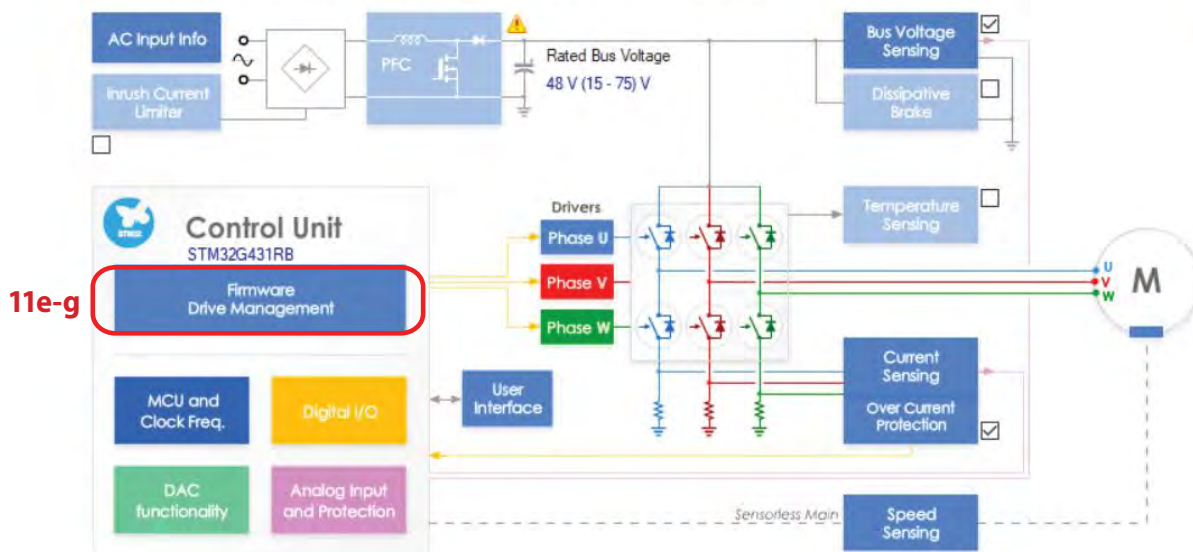 AC Input Info
Inrush Current
Limiter
PFC
Rated Bus Voltage
48 V (15 - 75) V
Bus Voltage
Sensing
Dissipative
Brake
Temperature
Sensing
STM32
Control Unit
STM32G431RB
11e-g
Firmware
Drive Management
MCU and
Clock Freq.
Digital I/O
DAC
functionality
Analog Input
and Protection
User
Interface
Drivers
Phase U
Phase V
Phase W
U
V
W
M
Current
Sensing
Over Current
Protection
Sensorless Main
Speed
Sensing